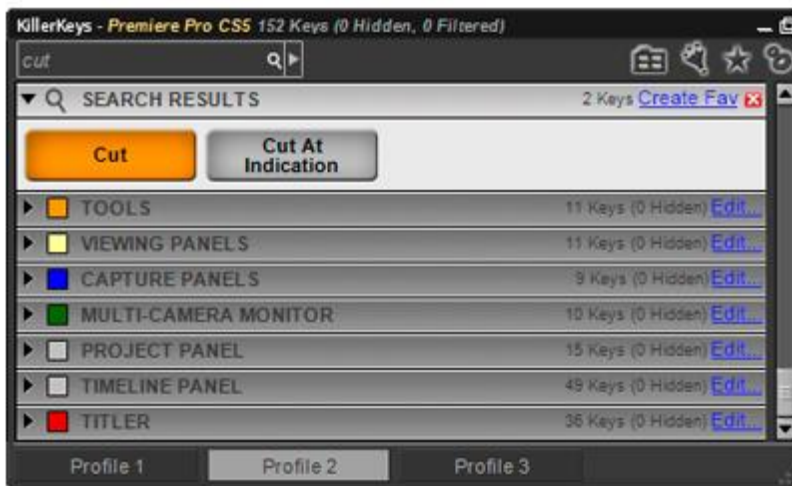 KillerKeys - Premiere Pro CS5 152 Keys (0 Hidden, 0 Filtered)
cut
SEARCH RESULTS 2 Keys Create Fav
Cut
Cut At
Indication
TOOLS 11 Keys (0 Hidden) Edit...
VIEWING PANELS 11 Keys (0 Hidden) Edit...
CAPTURE PANELS 9 Keys (0 Hidden) Edit...
MULTI-CAMERA MONITOR 10 Keys (0 Hidden) Edit...
PROJECT PANEL 15 Keys (0 Hidden) Edit...
TIMELINE PANEL 49 Keys (0 Hidden) Edit...
TITLER 36 Keys (0 Hidden) Edit...
Profile 1 Profile 2 Profile 3